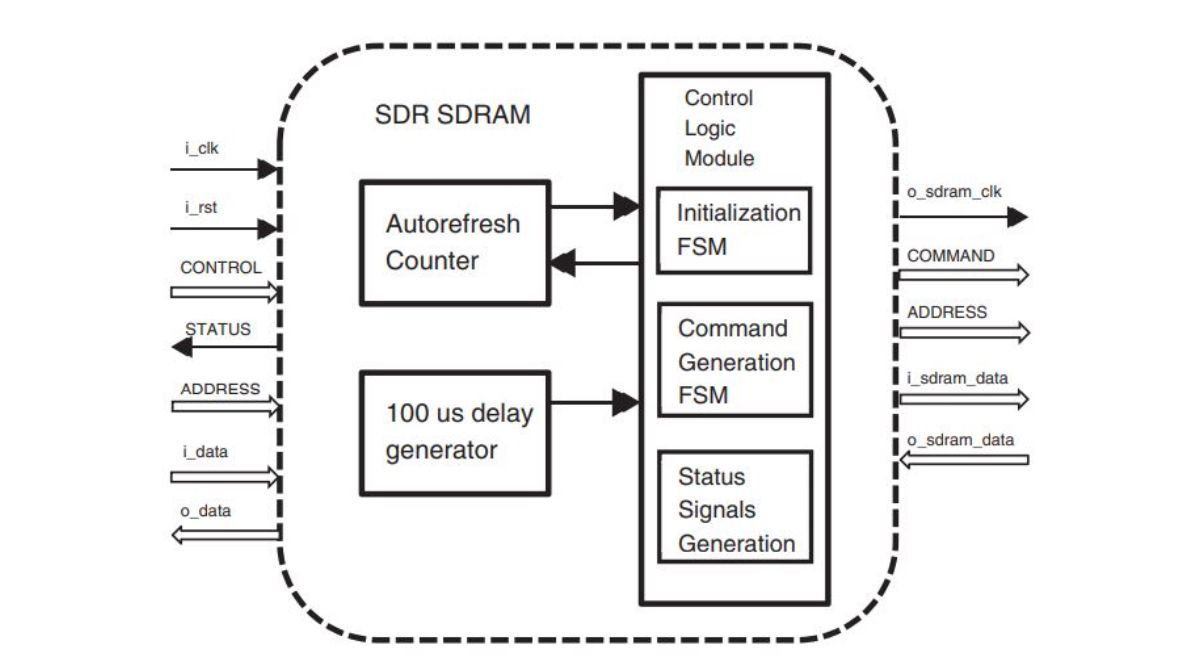 SDR SDRAM
i_clk
i_rst
CONTROL
STATUS
ADDRESS
i_data
o_data
Autorefresh
Counter
100 us delay
generator
Control
Logic
Module
Initialization
FSM
Command
Generation
FSM
Status
Signals
Generation
o_sdram_clk
COMMAND
ADDRESS
i_sdram_data
o_sdram_data